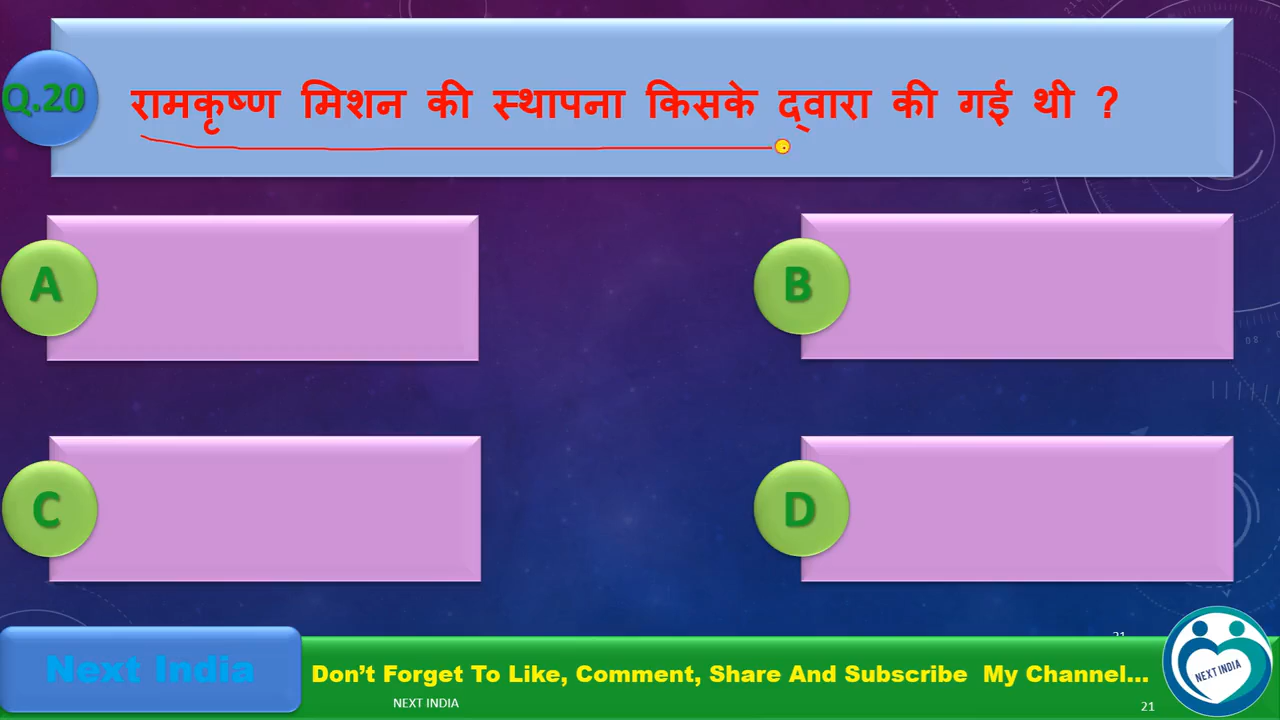 Q.20
रामकृष्ण मिशन की स्थापना किसके द्वारा की गई थी ?
A
B
C
D
Next India
Don’t Forget To Like, Comment, Share And Subscribe My Channel...
NEXT INDIA
21
NEXT INDIA